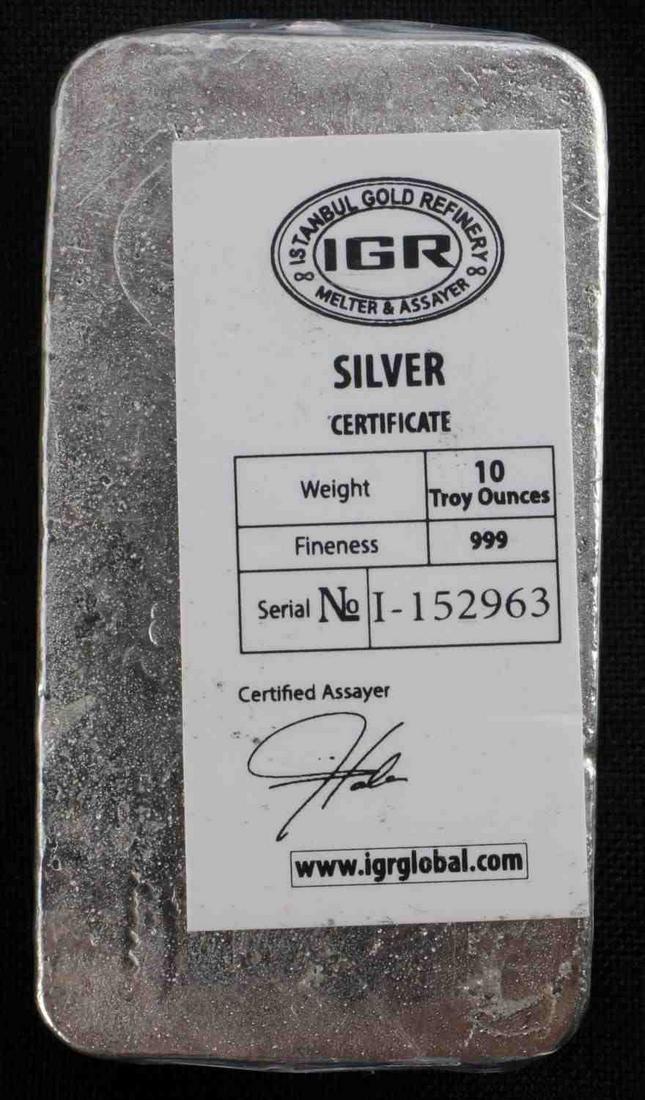 ISTANBUL GOLD REFINERY
IGR
MELTER & ASSAYER
SILVER
CERTIFICATE
Weight 10 Troy Ounces
Fineness 999
Serial № I-152963
Certified Assayer
www.igrglobal.com